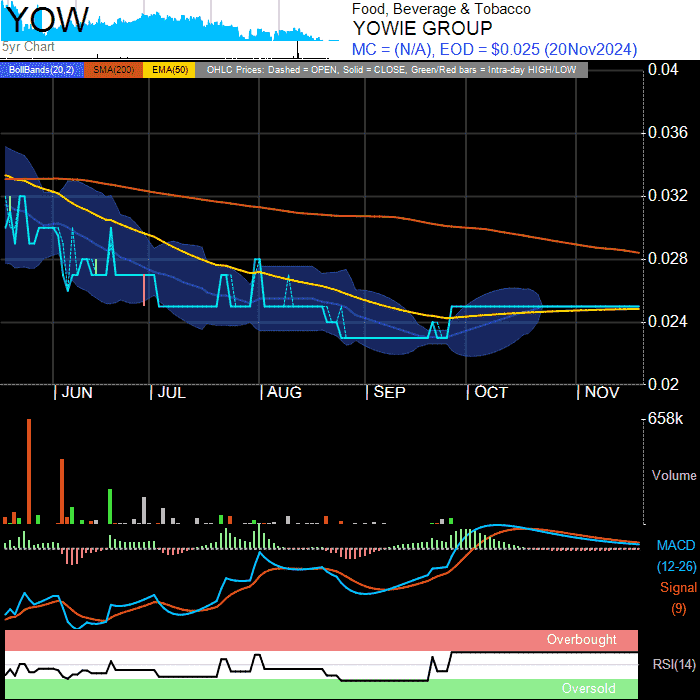 YOW
5yr Chart
Food, Beverage & Tobacco
YOWIE GROUP
MC = (N/A), EOD = $0.025 (20Nov2024)
BollBands(20,2) SMA(200) EMA(50) OHLC Prices: Dashed = OPEN, Solid = CLOSE, Green/Red bars = Intra-day HIGH/LOW
0.04
0.036
0.032
0.028
0.024
0.02
JUN JUL AUG SEP OCT NOV
658k
Volume
MACD
(12-26)
Signal
(9)
Overbought
RSI(14)
Oversold